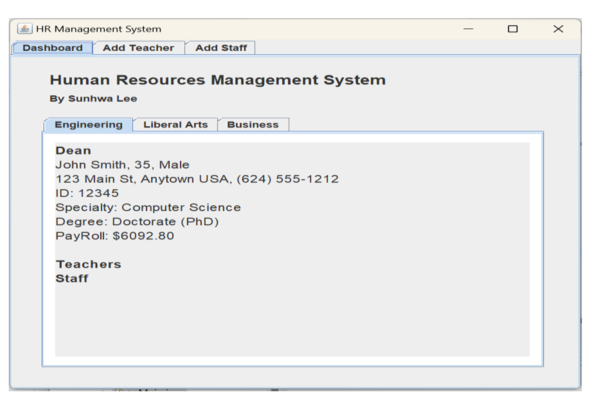 HR Management System
Dashboard Add Teacher Add Staff
Human Resources Management System
By Sunhwa Lee
Engineering Liberal Arts Business
Dean
John Smith, 35, Male
123 Main St, Anytown USA, (624) 555-1212
ID: 12345
Specialty: Computer Science
Degree: Doctorate (PhD)
PayRoll: $6092.80
Teachers
Staff